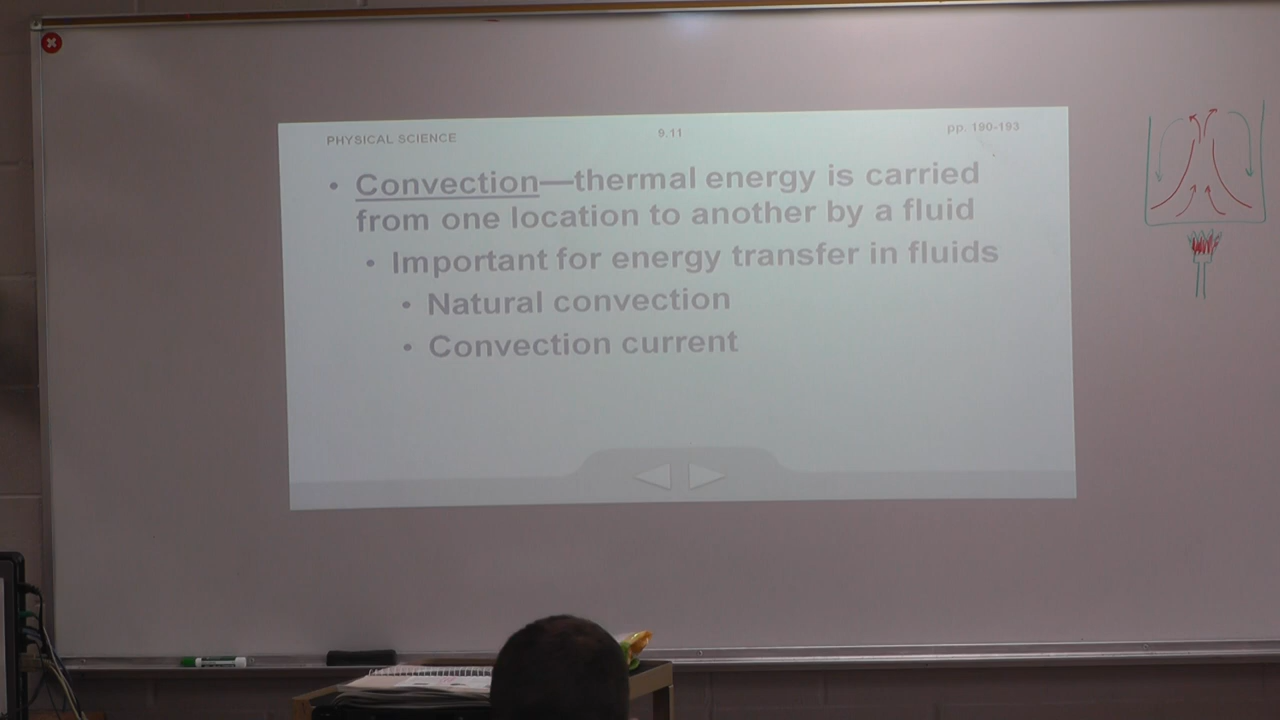 PHYSICAL SCIENCE 9.11 pp. 190-193
• Convection—thermal energy is carried
from one location to another by a fluid
• Important for energy transfer in fluids
• Natural convection
• Convection current